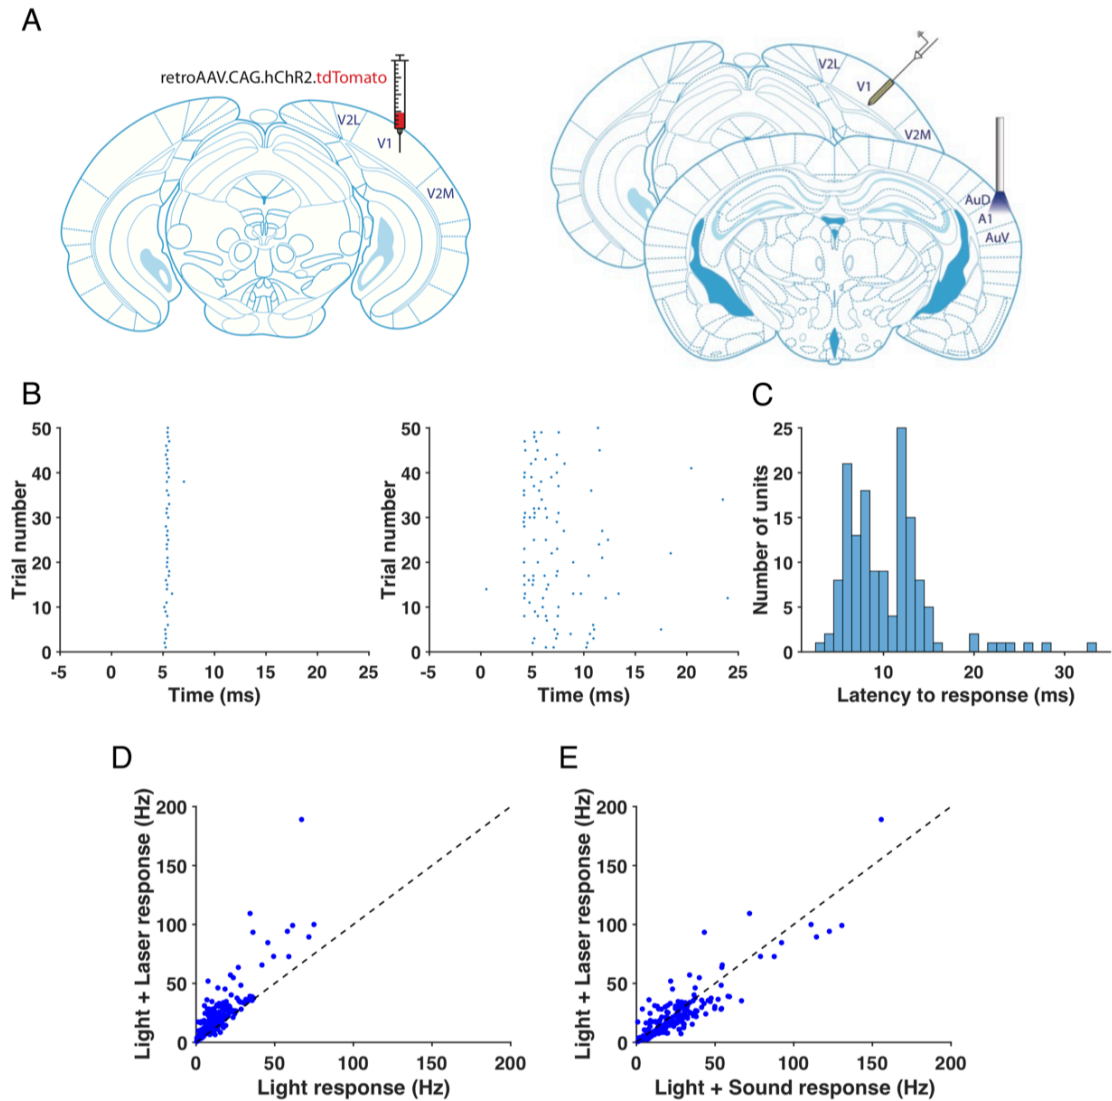 A
retroAAV.CAG.hChR2.tdTomato
V2L
V1
V2M
V2L
V1
V2M
AuD
A1
AuV
B
50
40
30
20
10
0
Trial number
-5 0 5 10 15 20 25
Time (ms)
50
40
30
20
10
0
Trial number
-5 0 5 10 15 20 25
Time (ms)
C
25
20
15
10
5
0
Number of units
10 20 30
Latency to response (ms)
D
200
150
100
50
0
Light + Laser response (Hz)
0 50 100 150 200
Light response (Hz)
E
200
150
100
50
0
Light + Laser response (Hz)
0 50 100 150 200
Light + Sound response (Hz)